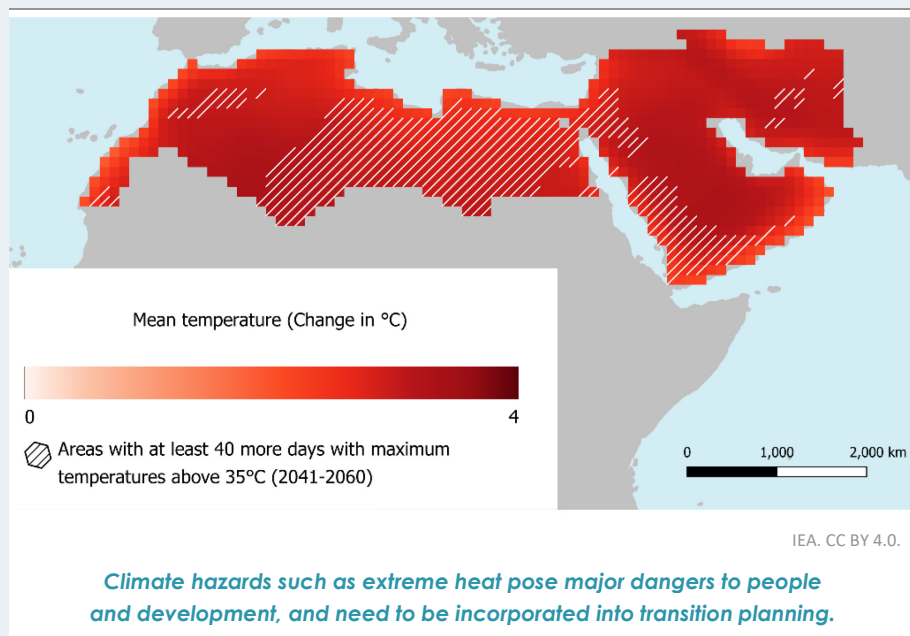 Mean temperature (Change in °C)
0 4
Areas with at least 40 more days with maximum
temperatures above 35°C (2041-2060)
0 1,000 2,000 km
IEA. CC BY 4.0.
Climate hazards such as extreme heat pose major dangers to people
and development, and need to be incorporated into transition planning.